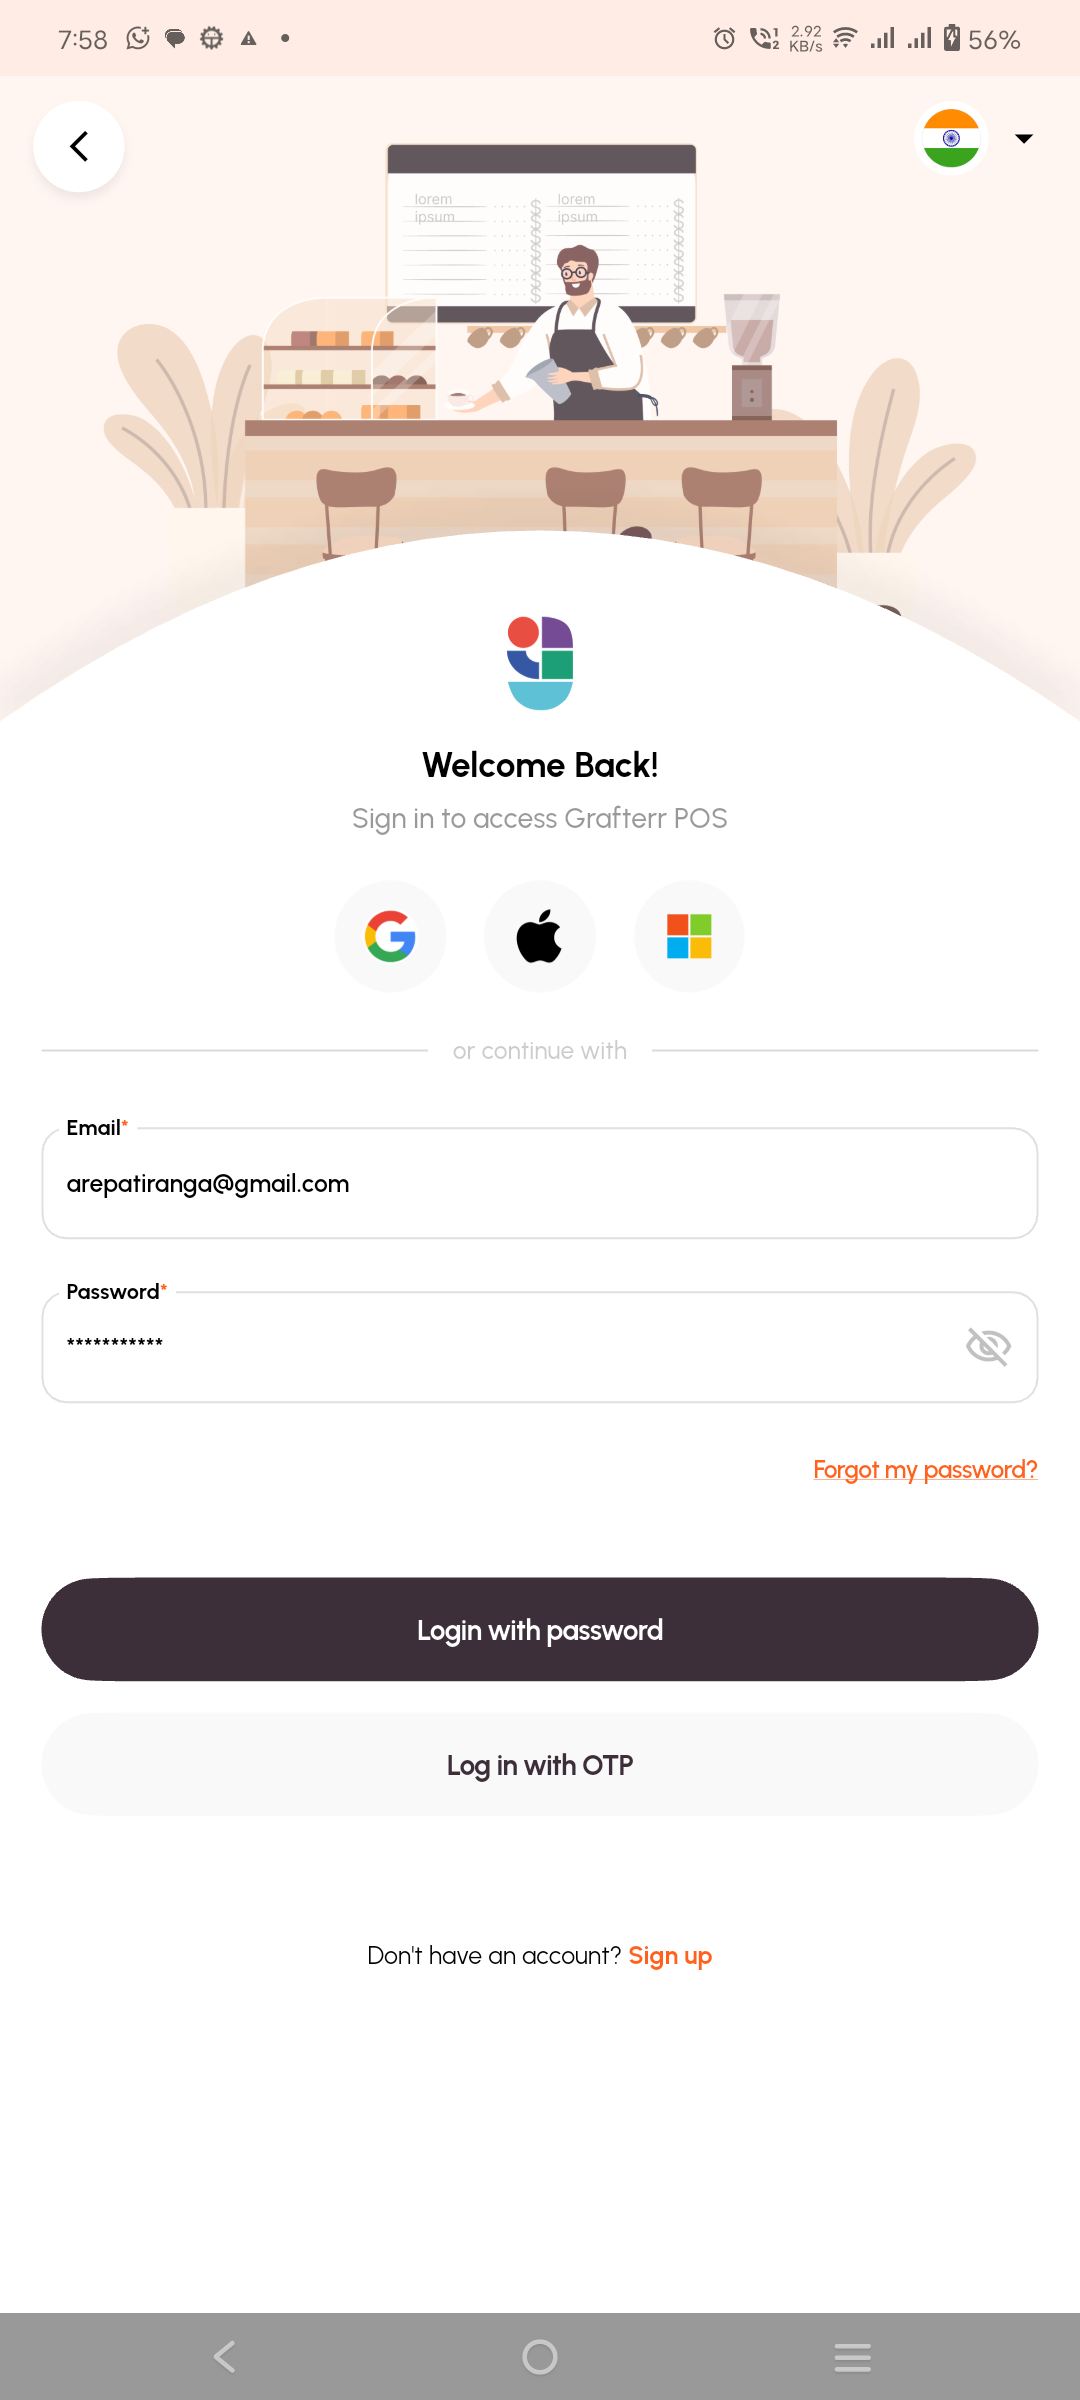 7:58
2.92
KB/s
56%
lorem
ipsum
lorem
ipsum
Welcome Back!
Sign in to access Grafterr POS
or continue with
Email*
arepatiranga@gmail.com
Password*
***********
Forgot my password?
Login with password
Log in with OTP
Don't have an account? Sign up